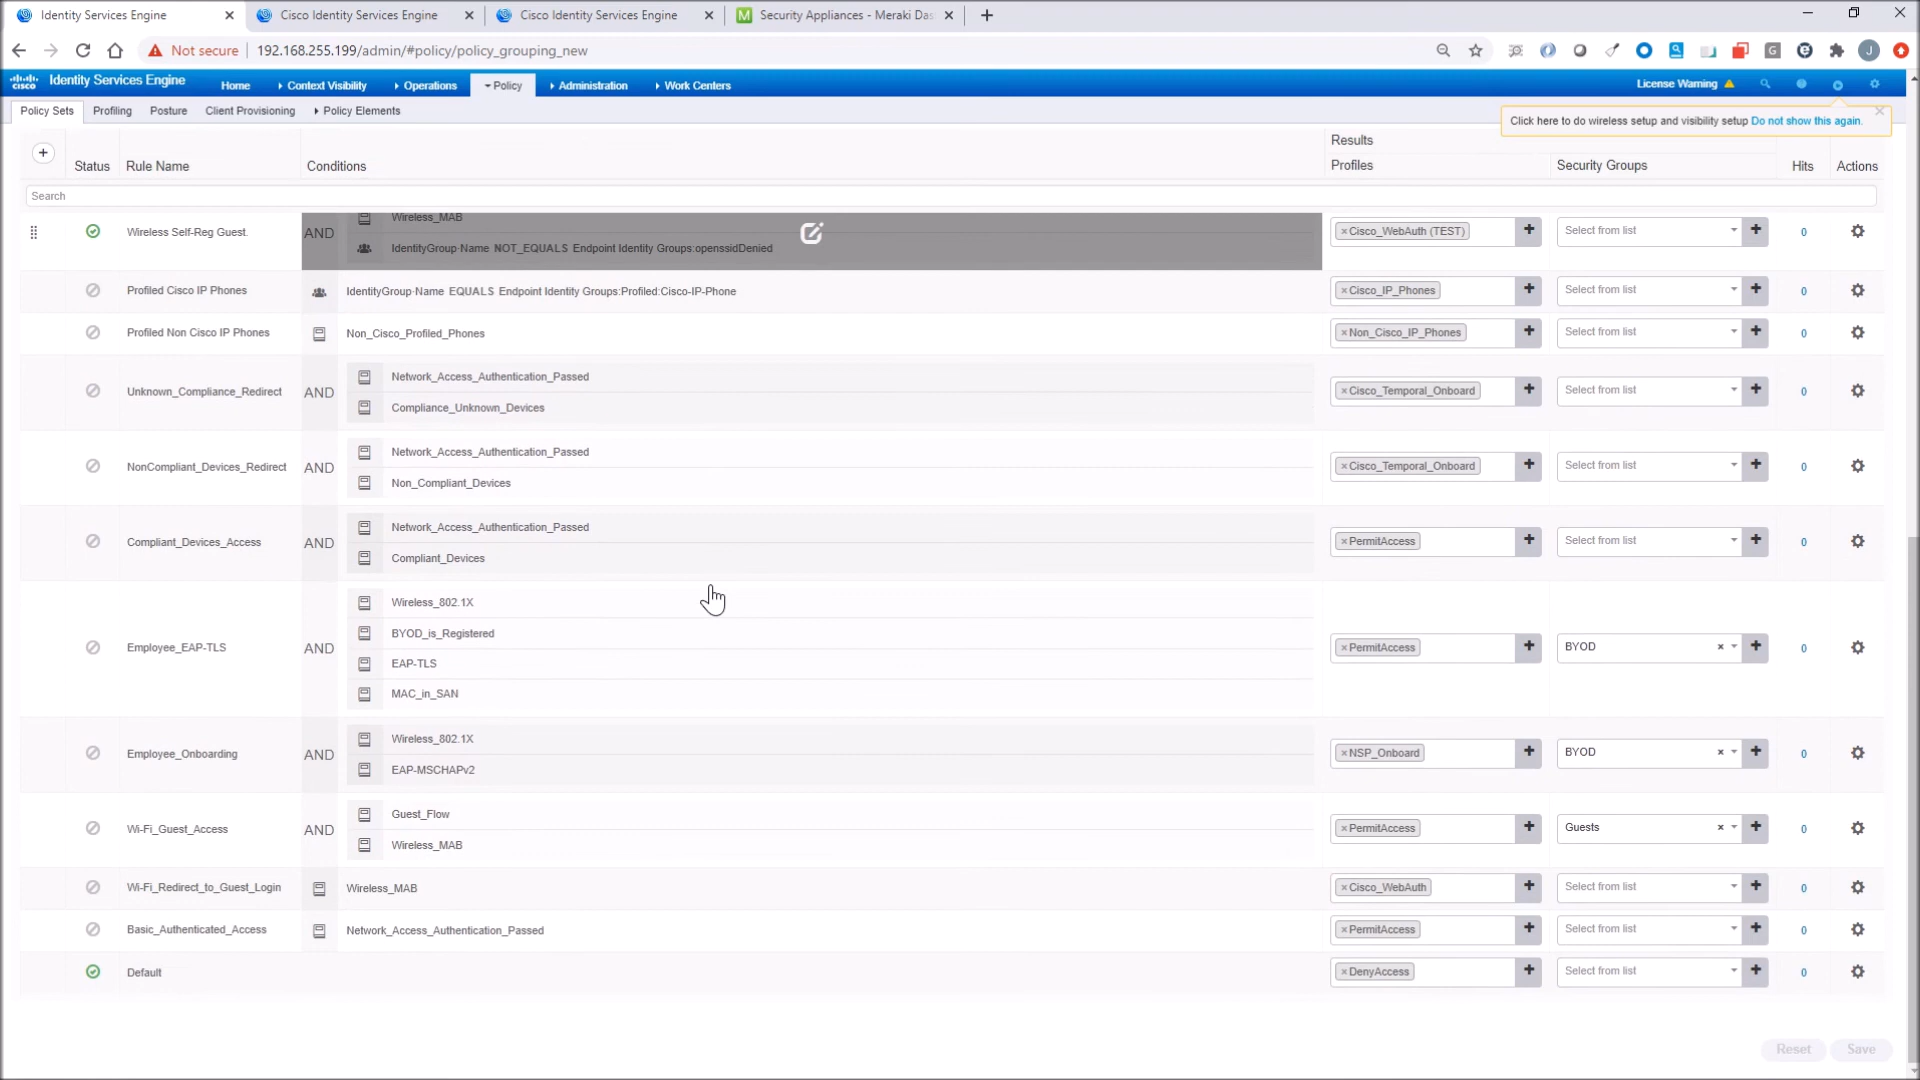 Identity Services Engine
Cisco Identity Services Engine
Cisco Identity Services Engine
M
Security Appliances - Meraki Das
Not secure
192.168.255.199/admin/#policy/policy_grouping_new
G
J
cisco
Identity Services Engine
Home
Context Visibility
Operations
Policy
Administration
Work Centers
License Warning
Policy Sets
Profiling
Posture
Client Provisioning
Policy Elements
Click here to do wireless setup and visibility setup Do not show this again.
Results
Status
Rule Name
Conditions
Profiles
Security Groups
Hits
Actions
Search
Wireless Self-Reg Guest.
AND
Wireless_MAB
IdentityGroup·Name NOT_EQUALS Endpoint Identity Groups:openssidDenied
×Cisco_WebAuth (TEST)
Select from list
0
Profiled Cisco IP Phones
IdentityGroup·Name EQUALS Endpoint Identity Groups:Profiled:Cisco-IP-Phone
×Cisco_IP_Phones
Select from list
0
Profiled Non Cisco IP Phones
Non_Cisco_Profiled_Phones
×Non_Cisco_IP_Phones
Select from list
0
Unknown_Compliance_Redirect
AND
Network_Access_Authentication_Passed
Compliance_Unknown_Devices
×Cisco_Temporal_Onboard
Select from list
0
NonCompliant_Devices_Redirect
AND
Network_Access_Authentication_Passed
Non_Compliant_Devices
×Cisco_Temporal_Onboard
Select from list
0
Compliant_Devices_Access
AND
Network_Access_Authentication_Passed
Compliant_Devices
×PermitAccess
Select from list
0
Employee_EAP-TLS
AND
Wireless_802.1X
BYOD_is_Registered
EAP-TLS
MAC_in_SAN
×PermitAccess
BYOD
×
0
Employee_Onboarding
AND
Wireless_802.1X
EAP-MSCHAPv2
×NSP_Onboard
BYOD
×
0
Wi-Fi_Guest_Access
AND
Guest_Flow
Wireless_MAB
×PermitAccess
Guests
×
0
Wi-Fi_Redirect_to_Guest_Login
Wireless_MAB
×Cisco_WebAuth
Select from list
0
Basic_Authenticated_Access
Network_Access_Authentication_Passed
×PermitAccess
Select from list
0
Default
×DenyAccess
Select from list
0
Reset
Save